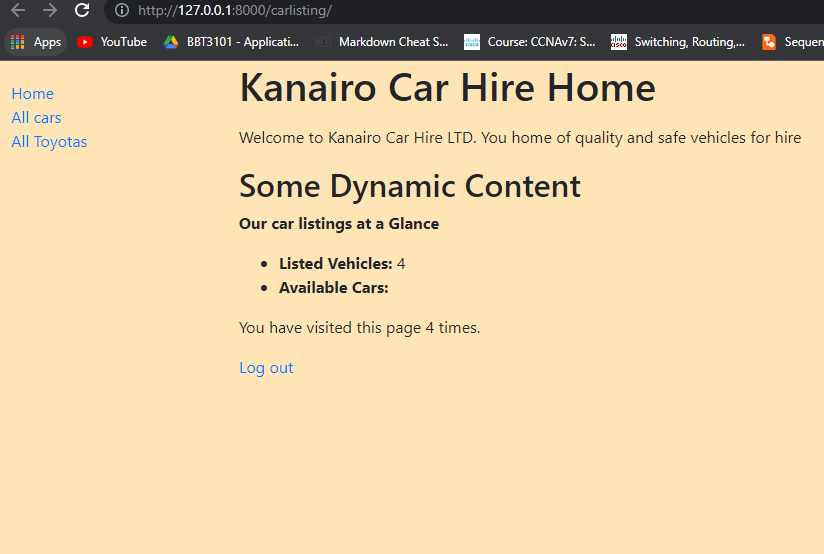 http://127.0.0.1:8000/carlisting/
Apps YouTube BBT3101 - Applicati... Markdown Cheat S... Course: CCNAv7: S... Switching, Routing,... Sequen
Home
All cars
All Toyotas
Kanairo Car Hire Home
Welcome to Kanairo Car Hire LTD. You home of quality and safe vehicles for hire
Some Dynamic Content
Our car listings at a Glance
Listed Vehicles: 4
Available Cars:
You have visited this page 4 times.
Log out